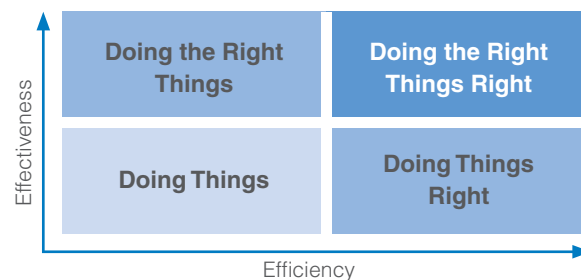 Effectiveness
Doing the Right
Things
Doing the Right
Things Right
Doing Things
Doing Things
Right
Efficiency